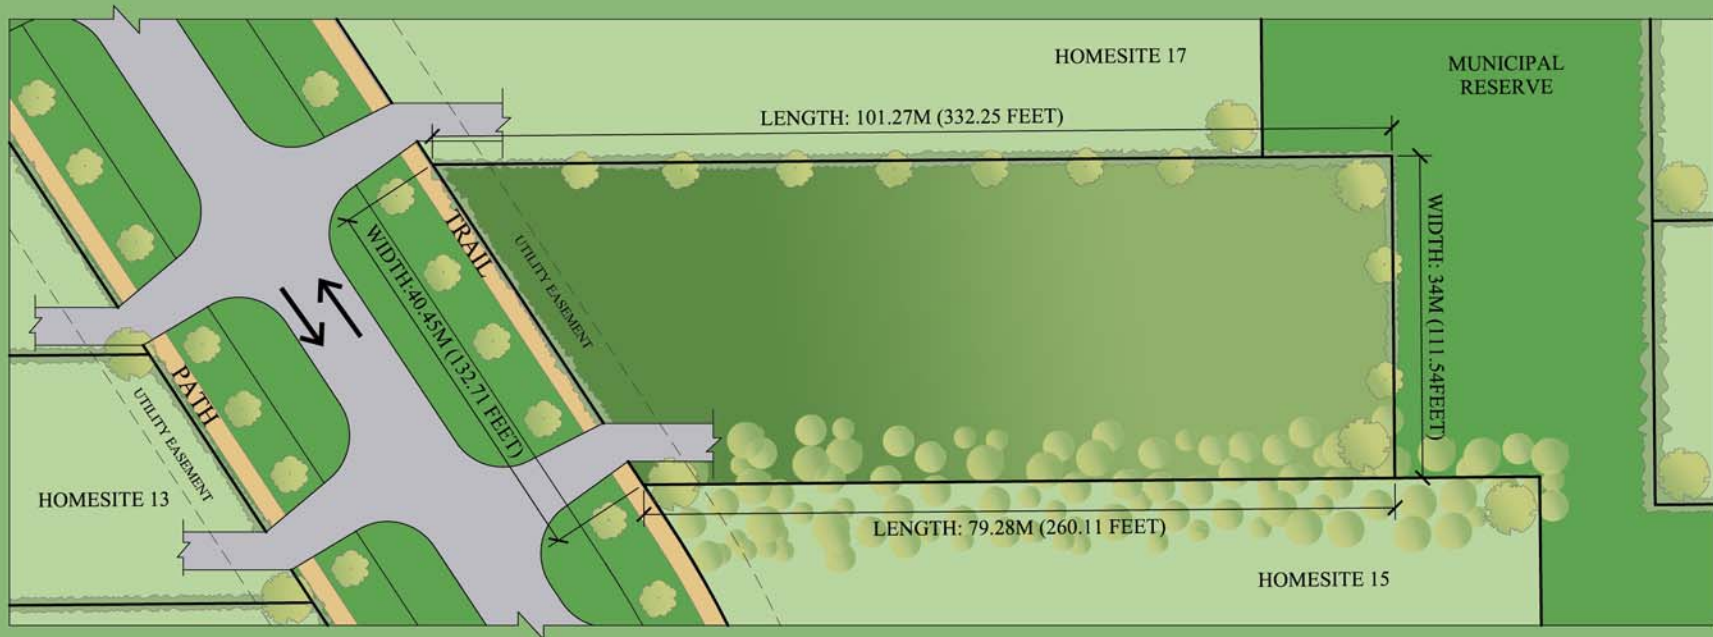 HOMESITE 17
MUNICIPAL
RESERVE
LENGTH: 101.27M (332.25 FEET)
TRAIL
UTILITY EASEMENT
WIDTH:40.45M (132.71 FEET)
WIDTH: 34M (111.54FEET)
PATH
UTILITY EASEMENT
HOMESITE 13
LENGTH: 79.28M (260.11 FEET)
HOMESITE 15